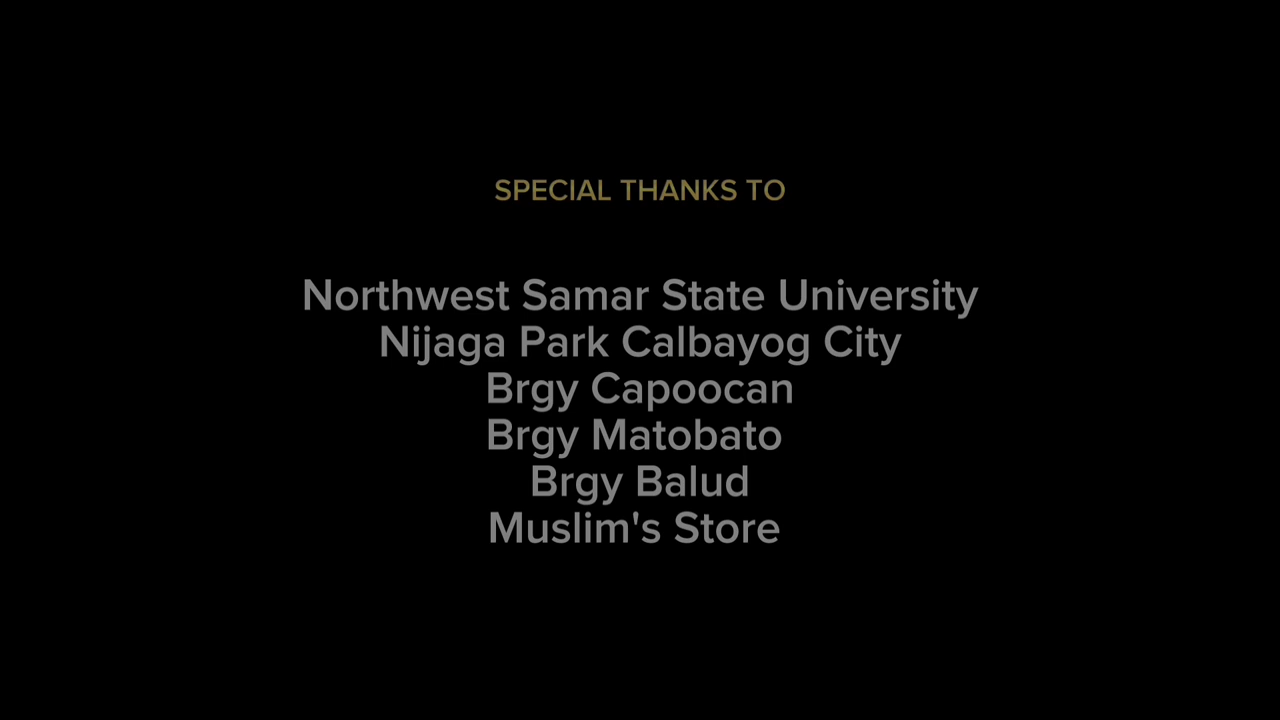 SPECIAL THANKS TO
Northwest Samar State University
Nijaga Park Calbayog City
Brgy Capoocan
Brgy Matobato
Brgy Balud
Muslim's Store